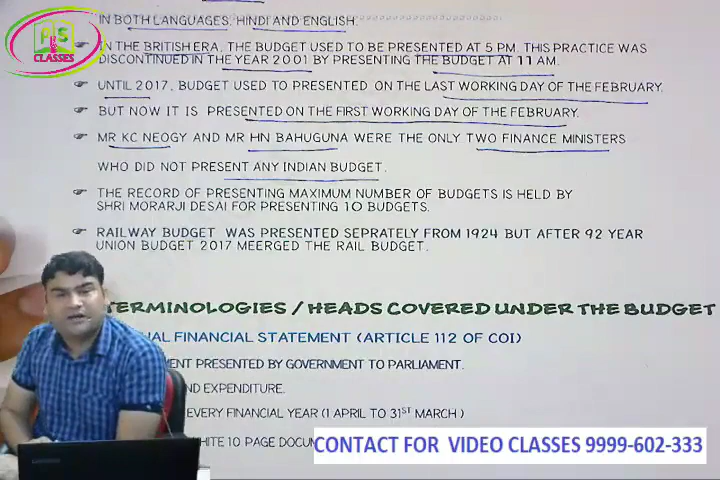 IN BOTH LANGUAGES: HINDI AND ENGLISH.
PS
CLASSES
IN THE BRITISH ERA, THE BUDGET USED TO BE PRESENTED AT 5 PM. THIS PRACTICE WAS
DISCONTINUED IN THE YEAR 2001 BY PRESENTING THE BUDGET AT 11 AM.
UNTIL 2017, BUDGET USED TO PRESENTED ON THE LAST WORKING DAY OF THE FEBRUARY.
BUT NOW IT IS PRESENTED ON THE FIRST WORKING DAY OF THE FEBRUARY.
MR KC NEOGY AND MR HN BAHUGUNA WERE THE ONLY TWO FINANCE MINISTERS
WHO DID NOT PRESENT ANY INDIAN BUDGET.
THE RECORD OF PRESENTING MAXIMUM NUMBER OF BUDGETS IS HELD BY
SHRI MORARJI DESAI FOR PRESENTING 10 BUDGETS.
RAILWAY BUDGET WAS PRESENTED SEPRATELY FROM 1924 BUT AFTER 92 YEAR
UNION BUDGET 2017 MEERGED THE RAIL BUDGET.
TERMINOLOGIES / HEADS COVERED UNDER THE BUDGET
AL FINANCIAL STATEMENT (ARTICLE 112 OF COI)
MENT PRESENTED BY GOVERNMENT TO PARLIAMENT.
ND EXPENDITURE.
EVERY FINANCIAL YEAR (1 APRIL TO 31ST MARCH)
HITE 10 PAGE DOCUM
CONTACT FOR VIDEO CLASSES 9999-602-333
Lenovo